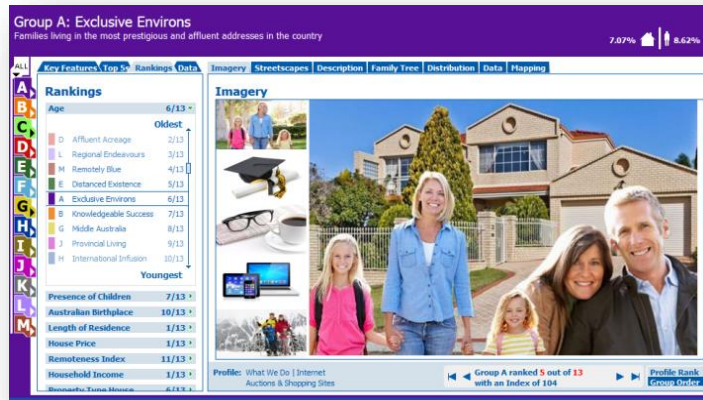 Group A: Exclusive Environs
Families living in the most prestigious and affluent addresses in the country
7.07%
8.62%
ALL
A
B
C
D
E
F
G
H
I
J
K
L
M
Key Features
Top 5
Rankings
Data
Rankings
Age 6/13
Oldest
D Affluent Acreage 2/13
L Regional Endeavours 3/13
M Remotely Blue 4/13
E Distanced Existence 5/13
A Exclusive Environs 6/13
B Knowledgeable Success 7/13
G Middle Australia 8/13
J Provincial Living 9/13
H International Infusion 10/13
Youngest
Presence of Children 7/13
Australian Birthplace 10/13
Length of Residence 1/13
House Price 1/13
Remoteness Index 11/13
Household Income 1/13
Property Type House 6/13
Imagery Streetscapes Description Family Tree Distribution Data Mapping
Imagery
Profile: What We Do | Internet
Auctions & Shopping Sites
Group A ranked 5 out of 13
with an Index of 104
Profile Rank
Group Order